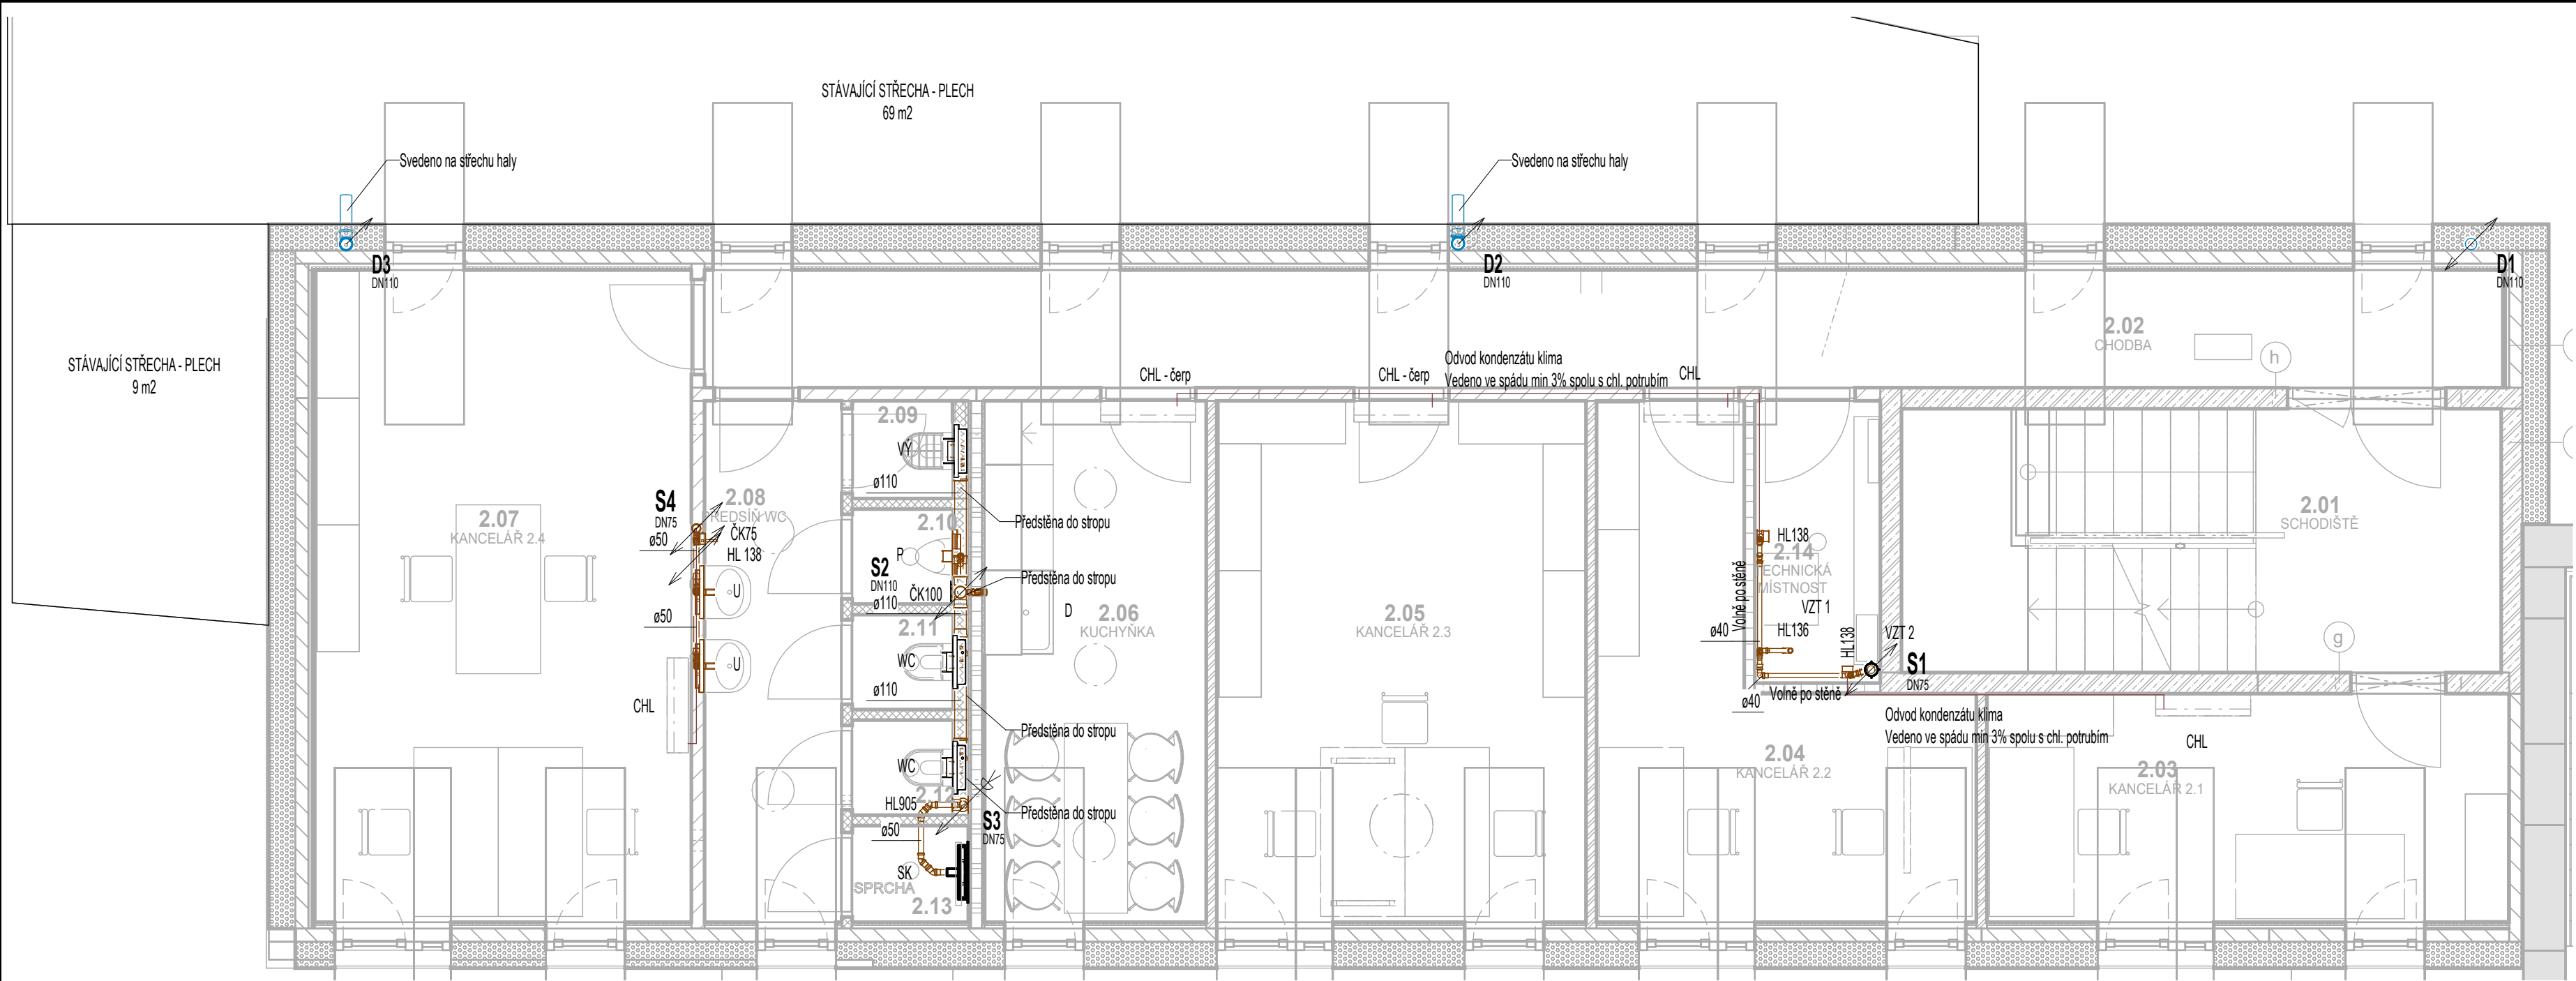 STÁVAJÍCÍ STŘECHA - PLECH
69 m2
Svedeno na střechu haly
Svedeno na střechu haly
D3
DN110
D2
DN110
D1
DN110
2.02
CHODBA
h
STÁVAJÍCÍ STŘECHA - PLECH
9 m2
CHL - čerp
CHL - čerp
Odvod kondenzátu klima
Vedeno ve spádu min 3% spolu s chl. potrubím
CHL
2.09
VÝ
ø110
S4
DN75
ø50
2.08
PŘEDSÍŇ WC
ČK75
HL 138
2.07
KANCELÁŘ 2.4
2.10
Předstěna do stropu
P
S2
DN110
ø110
ČK100
Předstěna do stropu
D
2.06
KUCHYŇKA
2.05
KANCELÁŘ 2.3
HL138
2.14
TECHNICKÁ
MÍSTNOST
VZT 1
Volně po stěně
ø40
HL136
HL138
VZT 2
S1
DN75
2.01
SCHODIŠTĚ
g
U
ø50
U
2.11
WC
ø110
CHL
Předstěna do stropu
ø40
Volně po stěně
Odvod kondenzátu klima
Vedeno ve spádu min 3% spolu s chl. potrubím
CHL
WC
2.12
HL905
ø50
S3
DN75
Předstěna do stropu
2.04
KANCELÁŘ 2.2
2.03
KANCELÁŘ 2.1
SK
SPRCHA
2.13